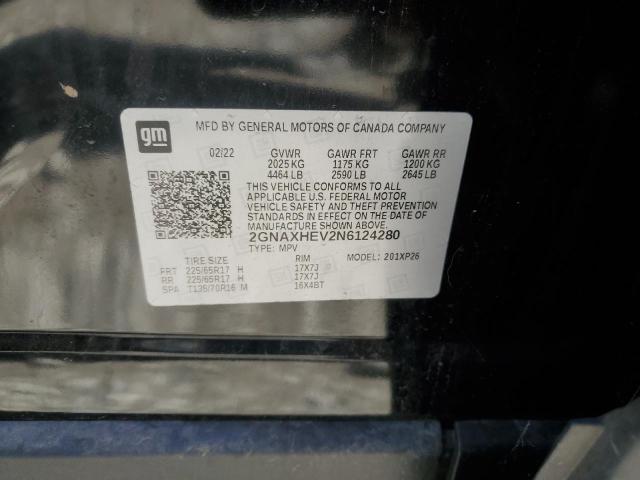 gm
MFD BY GENERAL MOTORS OF CANADA COMPANY
02/22 GVWR GAWR FRT GAWR RR
2025 KG 1175 KG 1200 KG
4464 LB 2590 LB 2645 LB
THIS VEHICLE CONFORMS TO ALL
APPLICABLE U.S. FEDERAL MOTOR
VEHICLE SAFETY AND THEFT PREVENTION
STANDARDS IN EFFECT ON THE DATE OF
MANUFACTURE SHOWN ABOVE.
2GNAXHEV2N6124280
TYPE: MPV MODEL: 201XP26
TIRE SIZE RIM
FRT 225/65R17 H 17X7J
RR 225/65R17 H 17X7J
SPA T135/70R16 M 16X4BT